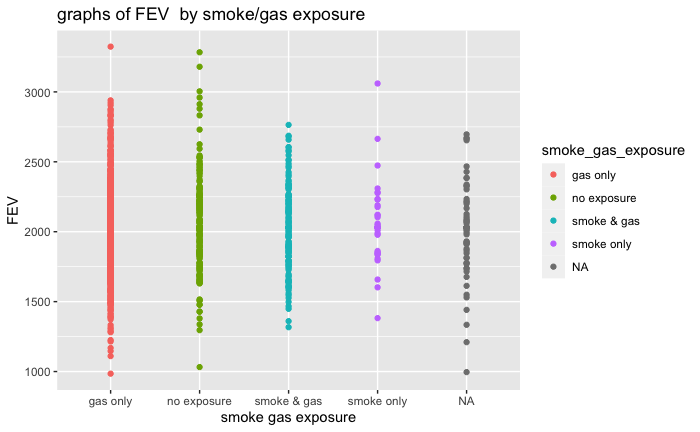 graphs of FEV  by smoke/gas exposure
FEV
3000
2500
2000
1500
1000
gas only
no exposure
smoke & gas
smoke only
NA
smoke gas exposure
smoke_gas_exposure
gas only
no exposure
smoke & gas
smoke only
NA